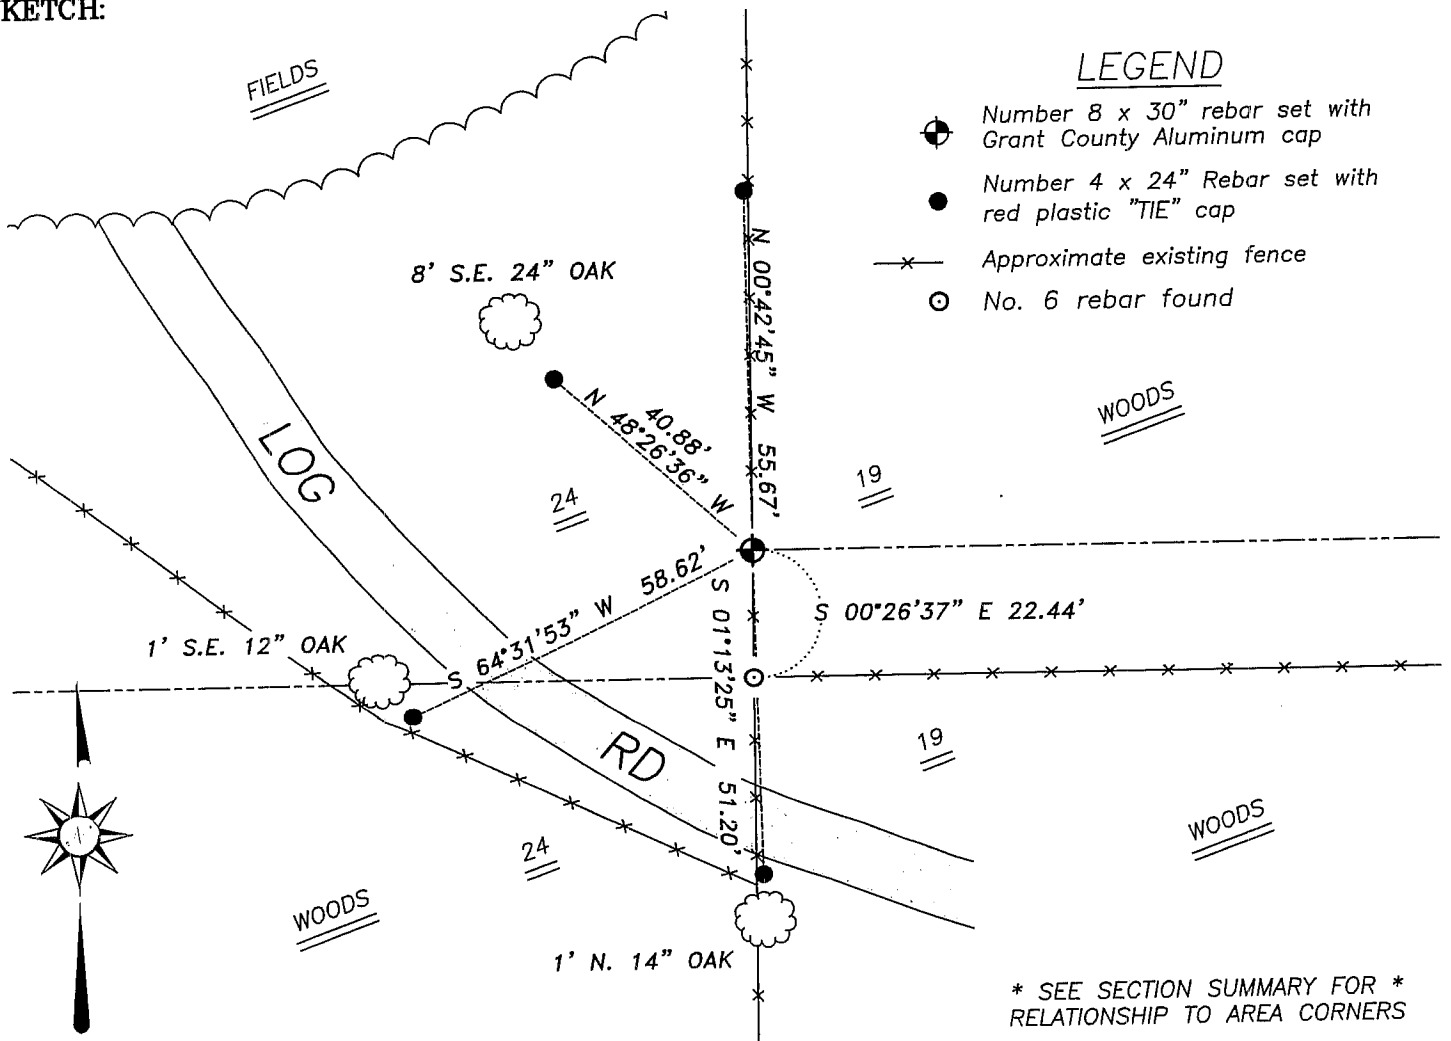 KETCH:
FIELDS
LEGEND
Number 8 x 30" rebar set with
Grant County Aluminum cap
Number 4 x 24" Rebar set with
red plastic "TIE" cap
Approximate existing fence
No. 6 rebar found
8' S.E. 24" OAK
N 00°42'45" W 55.67'
40.88'
N 48°26'36" W
WOODS
LOG
24
19
S 64°31'53" W 58.62'
S 01°13'25" E 51.20'
S 00°26'37" E 22.44'
1' S.E. 12" OAK
RD
19
24
WOODS
WOODS
1' N. 14" OAK
* SEE SECTION SUMMARY FOR *
RELATIONSHIP TO AREA CORNERS